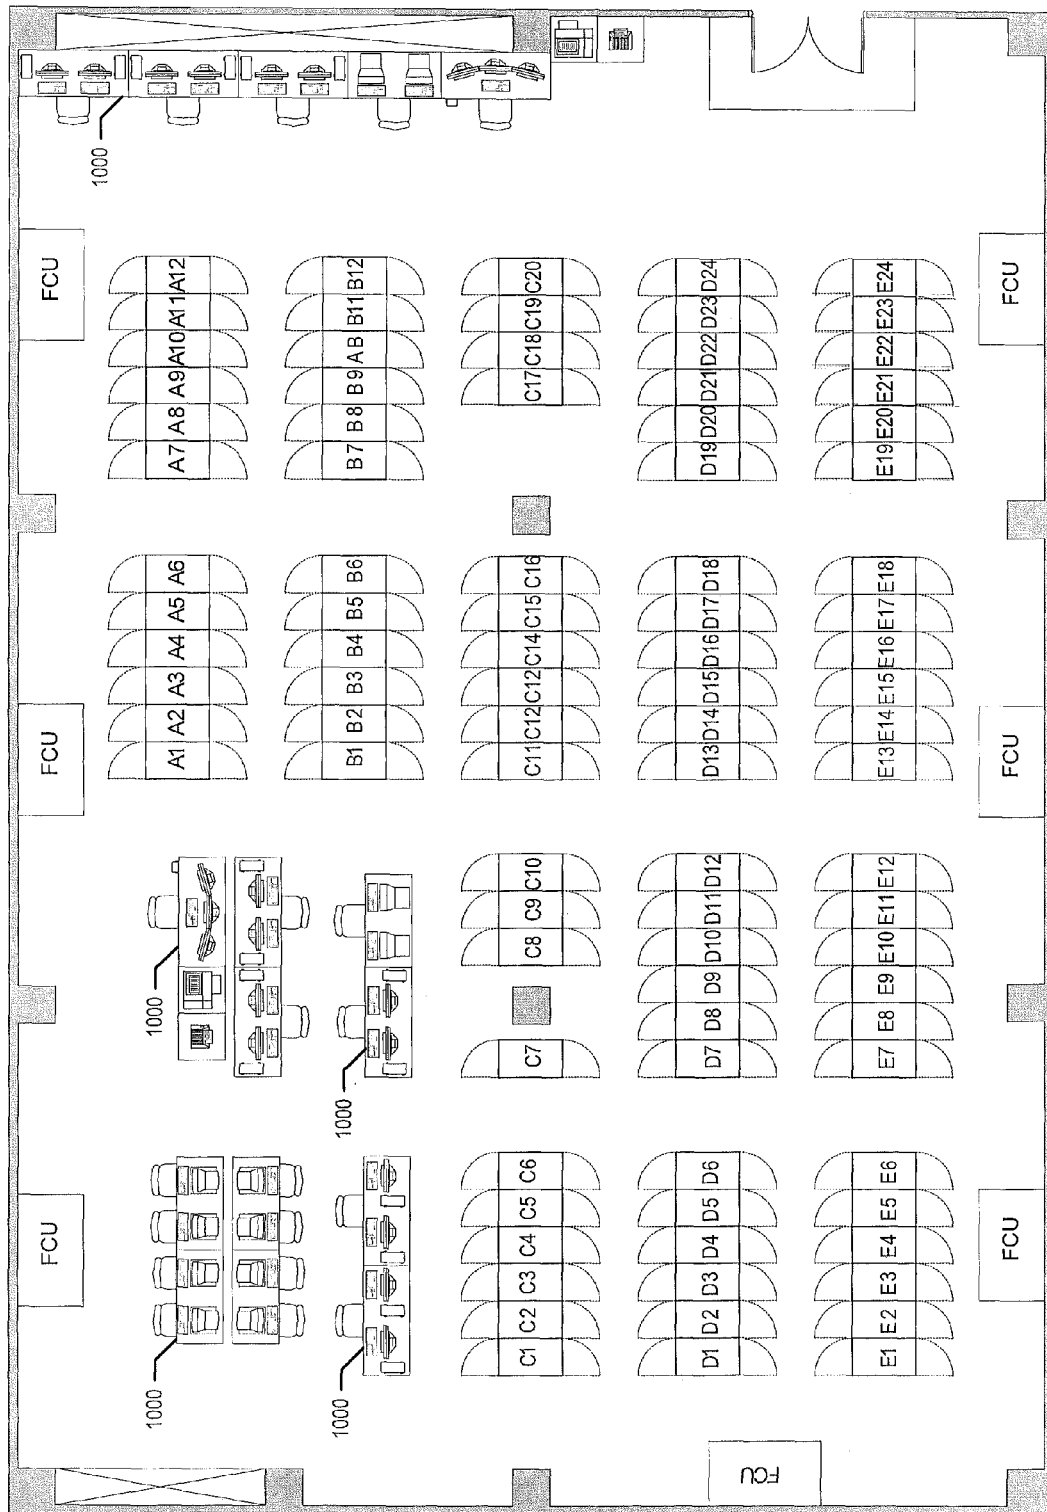 1000
FCU
FCU
A12
A11
A10
A9
A8
A7
B12
B11
AB
B9
B8
B7
C20
C19
C18
C17
D24
D23
D22
D21
D20
D19
E24
E23
E22
E21
E20
E19
A6
A5
A4
A3
A2
A1
B6
B5
B4
B3
B2
B1
C16
C15
C14
C12
C12
C11
D18
D17
D16
D15
D14
D13
E18
E17
E16
E15
E14
E13
FCU
FCU
1000
1000
C10
C9
C8
C7
D12
D11
D10
D9
D8
D7
E12
E11
E10
E9
E8
E7
FCU
FCU
1000
1000
C6
C5
C4
C3
C2
C1
D6
D5
D4
D3
D2
D1
E6
E5
E4
E3
E2
E1
FCU